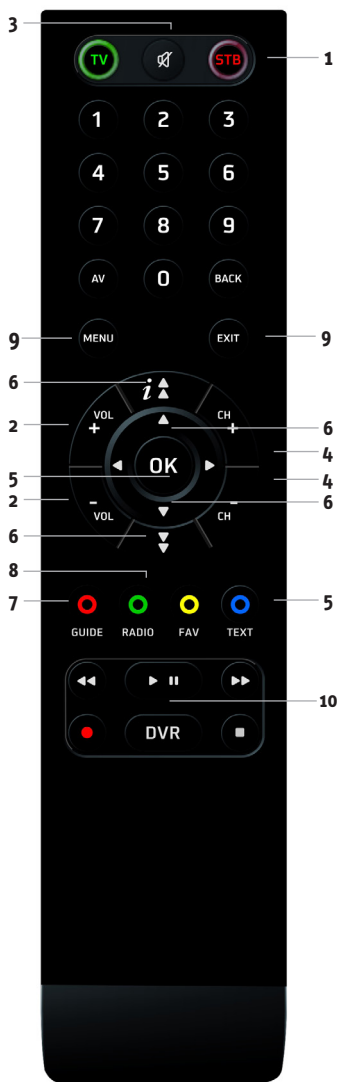 3
TV STB 1
1 2 3
4 5 6
7 8 9
AV 0 BACK
9 MENU EXIT 9
6 i
2 VOL + CH + 6
4
5 OK
4
2 - VOL - CH 6
6
8
7 5
GUIDE RADIO FAV TEXT
10
DVR